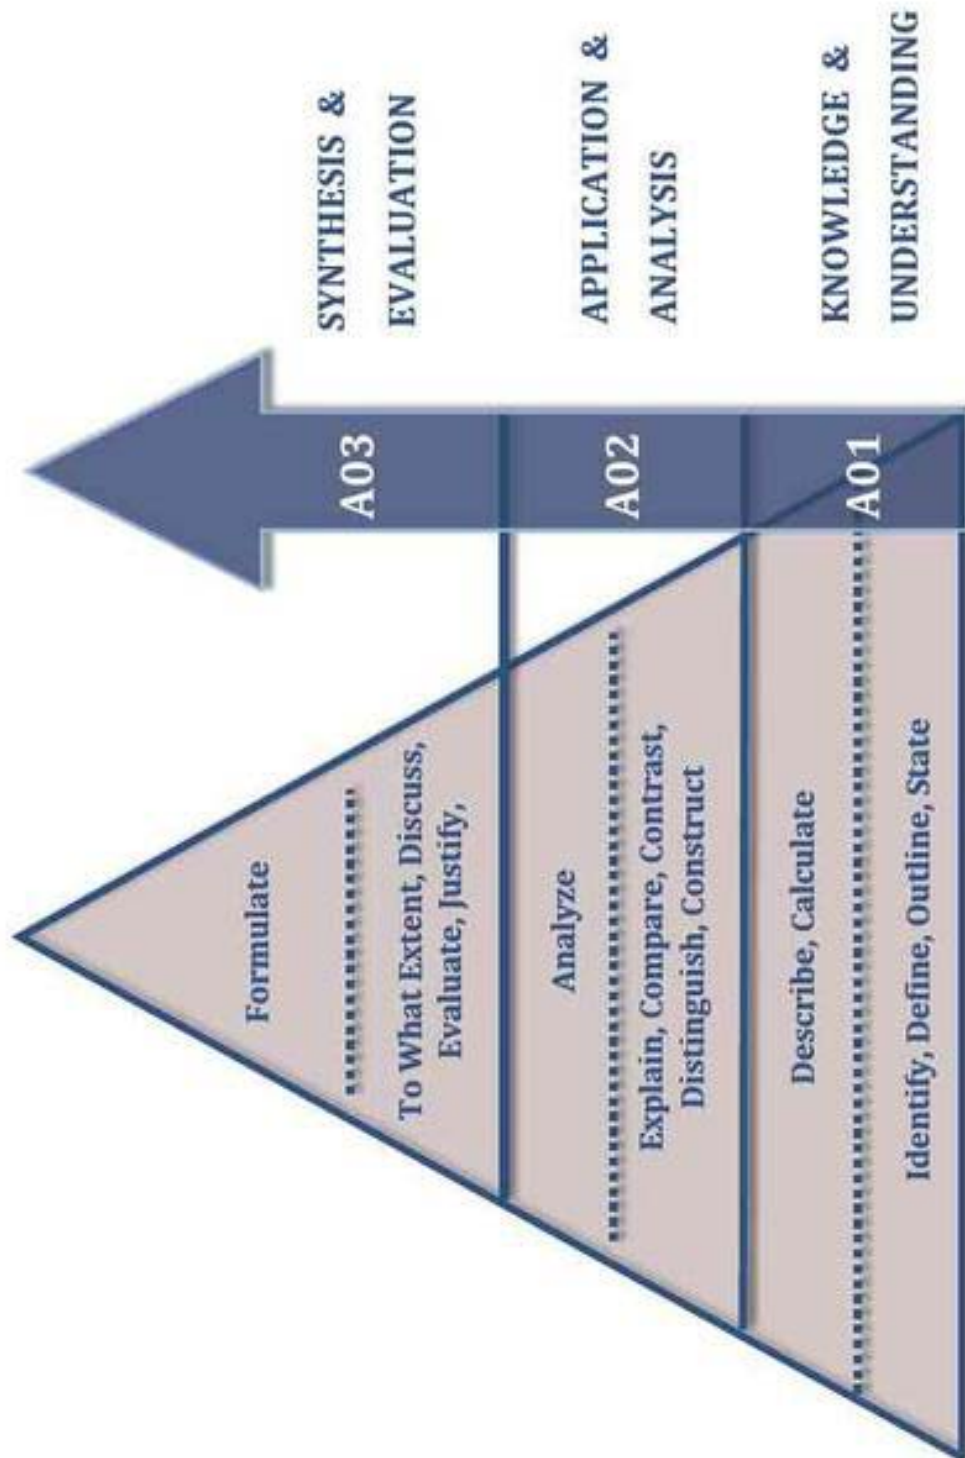 Formulate
To What Extent, Discuss,
Evaluate, Justify,
A03
SYNTHESIS &
EVALUATION
Analyze
Explain, Compare, Contrast,
Distinguish, Construct
A02
APPLICATION &
ANALYSIS
Describe, Calculate
Identify, Define, Outline, State
A01
KNOWLEDGE &
UNDERSTANDING